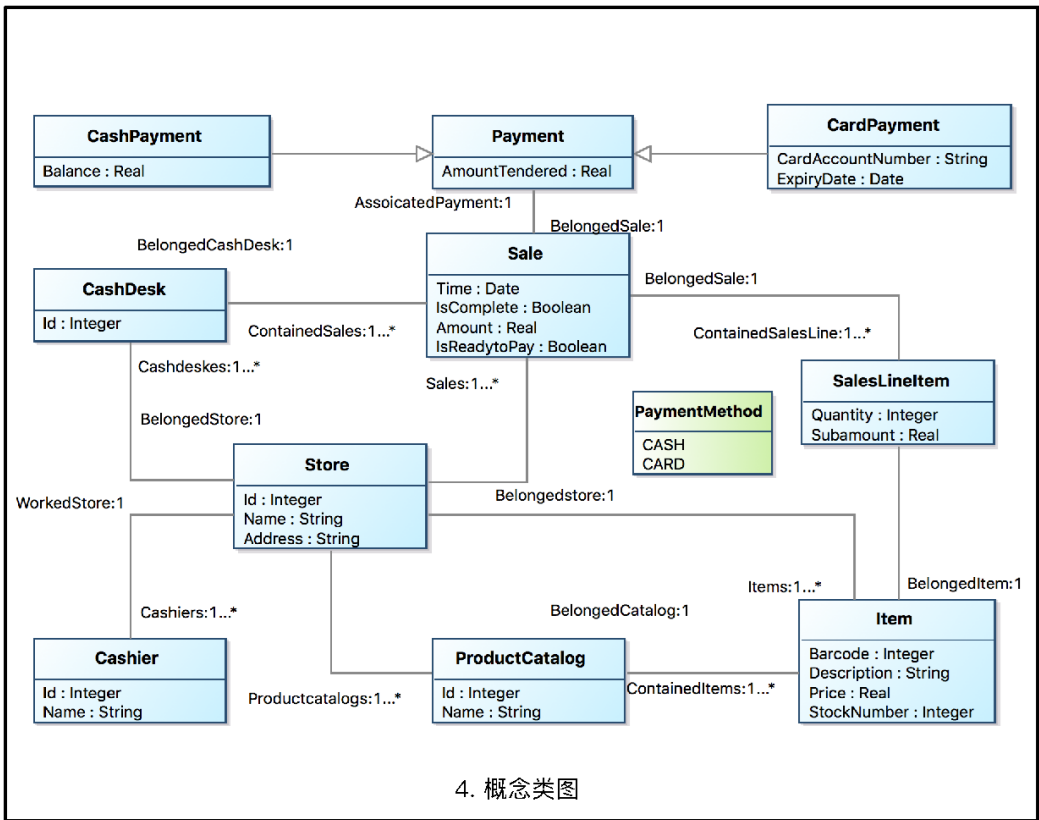 CashPayment
Balance : Real
Payment
AmountTendered : Real
CardPayment
CardAccountNumber : String
ExpiryDate : Date
AssoicatedPayment:1
BelongedSale:1
BelongedCashDesk:1
Sale
Time : Date
IsComplete : Boolean
Amount : Real
IsReadytoPay : Boolean
BelongedSale:1
CashDesk
Id : Integer
ContainedSales:1...*
ContainedSalesLine:1...*
Cashdeskes:1...*
Sales:1...*
SalesLineItem
Quantity : Integer
Subamount : Real
PaymentMethod
CASH
CARD
BelongedStore:1
Store
Id : Integer
Name : String
Address : String
WorkedStore:1
Belongedstore:1
Items:1...*
BelongedItem:1
Cashiers:1...*
BelongedCatalog:1
Item
Barcode : Integer
Description : String
Price : Real
StockNumber : Integer
Cashier
Id : Integer
Name : String
Productcatalogs:1...*
ProductCatalog
Id : Integer
Name : String
ContainedItems:1...*
4. 概念类图